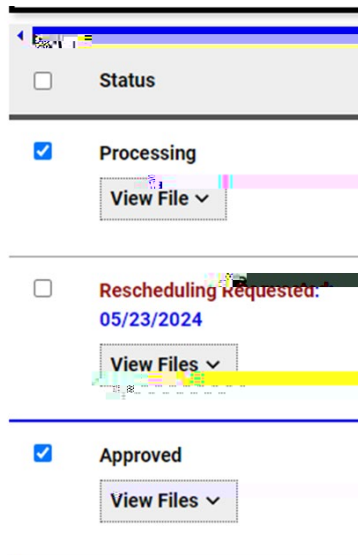 Status
Processing
View File
Rescheduling Requested:
05/23/2024
View Files
Approved
View Files